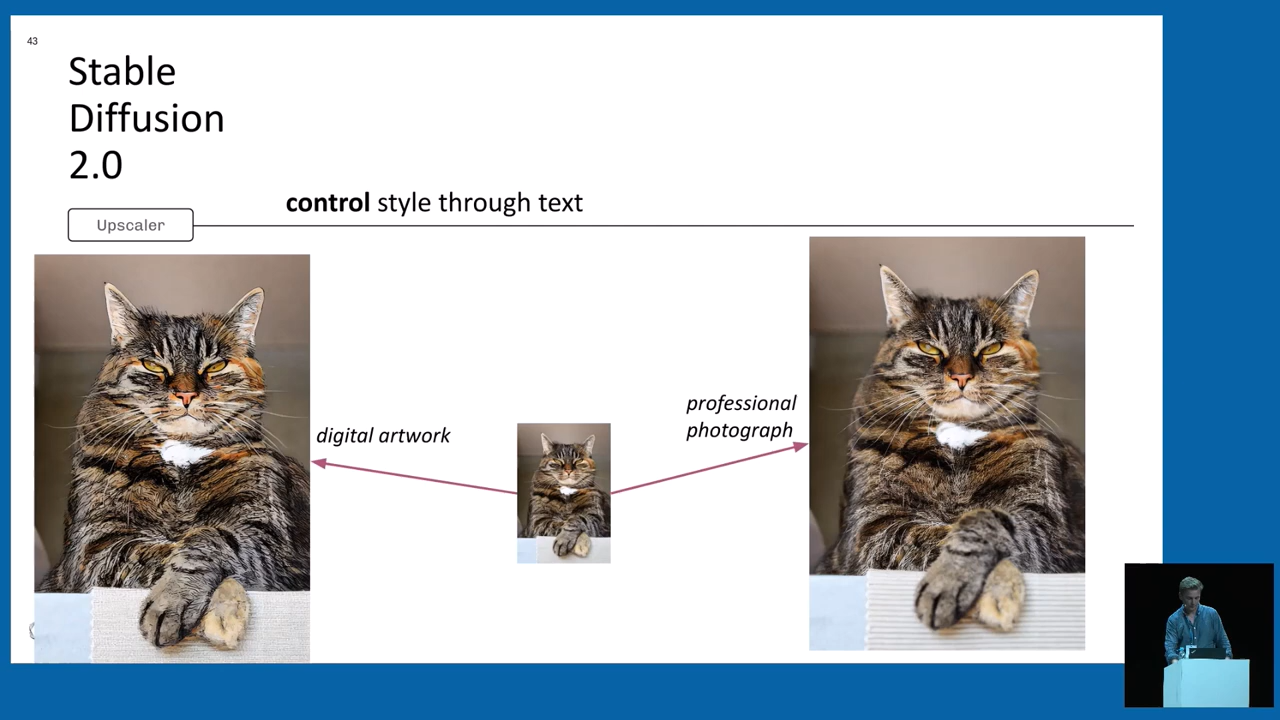 43
Stable
Diffusion
2.0
control style through text
Upscaler
professional
photograph
digital artwork